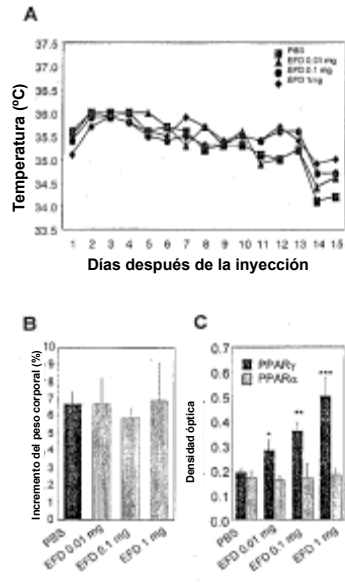 A
37.5
37.0
36.5
36.0
35.5
35.0
34.5
34.0
33.5
Temperatura (ºC)
PBS
EFD 0.01 mg
EFD 0.1 mg
EFD 1 mg
1 2 3 4 5 6 7 8 9 10 11 12 13 14 15
Días después de la inyección
B
Incremento del peso corporal (%)
10
9
8
7
6
5
4
3
2
1
0
PBS
EFD 0.01 mg
EFD 0.1 mg
EFD 1 mg
C
Densidad óptica
0.7
0.6
0.5
0.4
0.3
0.2
0.1
0.0
PPARγ
PPARα
*
**
***
PBS
EFD 0.01 mg
EFD 0.1 mg
EFD 1 mg